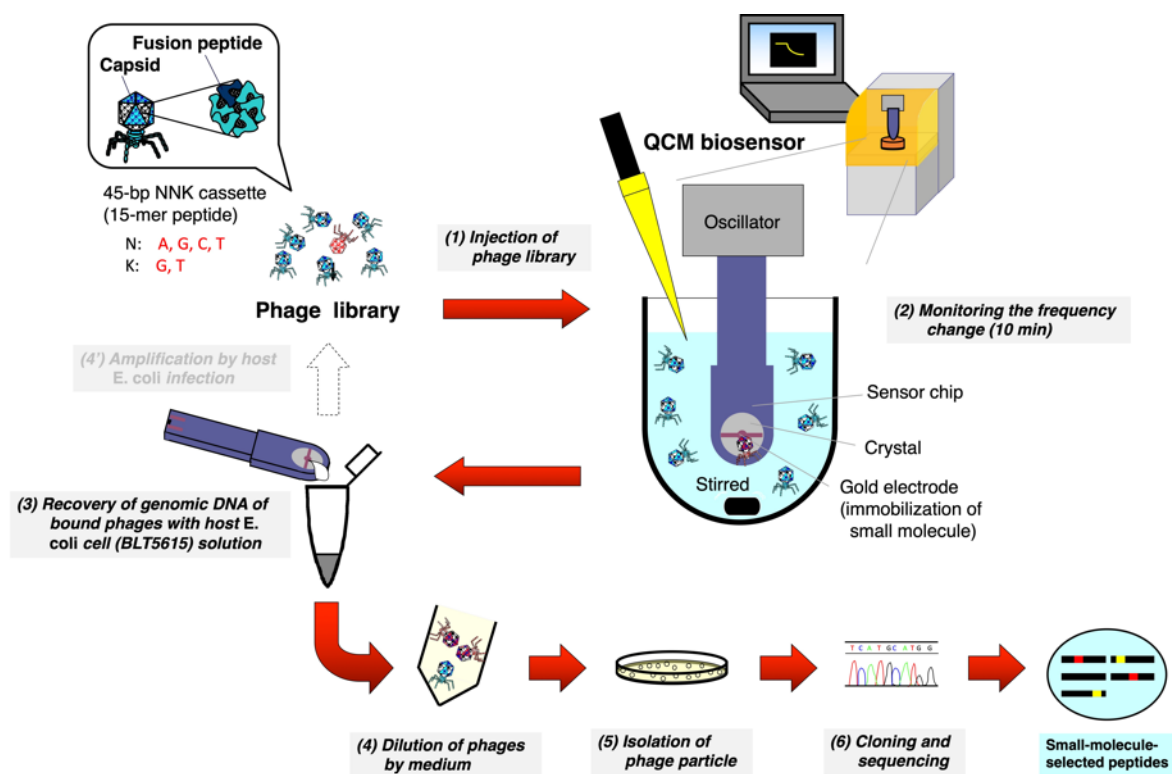 Fusion peptide
Capsid
45-bp NNK cassette
(15-mer peptide)
N: A, G, C, T
K: G, T
Phage library
(1) Injection of
phage library
QCM biosensor
Oscillator
(2) Monitoring the frequency
change (10 min)
Sensor chip
Crystal
Gold electrode
(immobilization of
small molecule)
Stirred
(4') Amplification by host
E. coli infection
(3) Recovery of genomic DNA of
bound phages with host E.
coli cell (BLT5615) solution
(4) Dilution of phages
by medium
(5) Isolation of
phage particle
T C A T G C A T G G
(6) Cloning and
sequencing
Small-molecule-
selected peptides